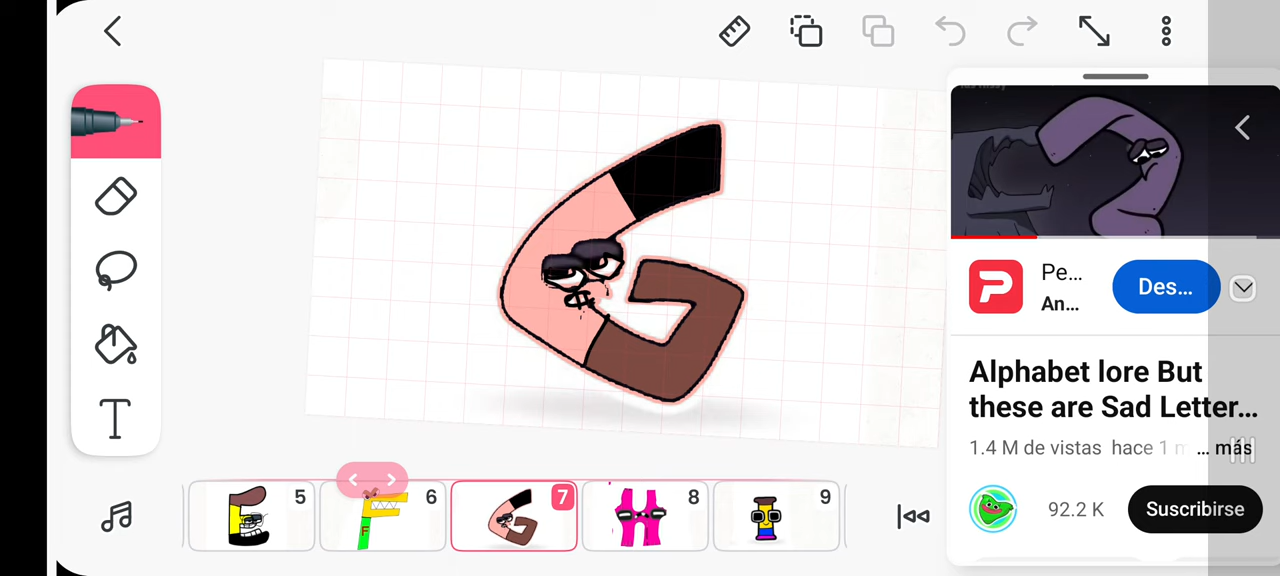 T
5
6
F
7
8
9
Pe...
An...
Des...
Alphabet lore But
these are Sad Letter...
1.4 M de vistas hace 1 m ... más
92.2 K
Suscribirse